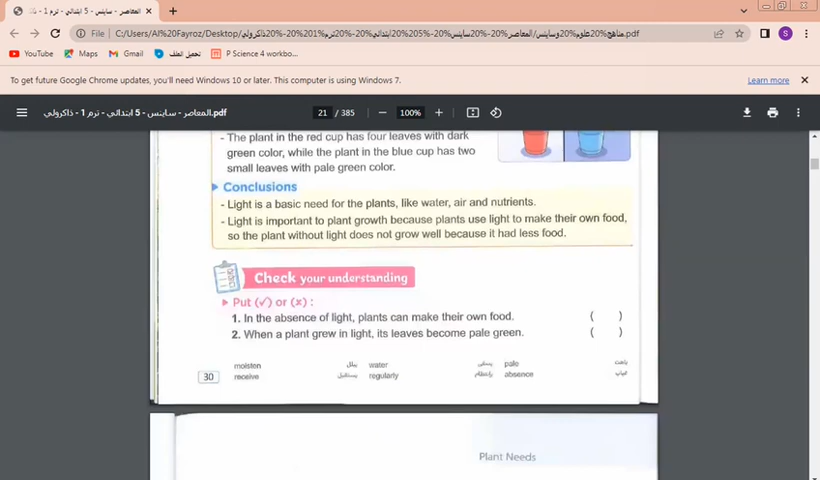 المعاصر - ساينس - 5 ابتدائي - ترم 1 - ذاك
File
C:/Users/Al%20Fayroz/Desktop/مناهج%20علوم%20وساينس/المعاصر%20-%20ساينس%20-%205%20ابتدائي%20-%20ترم%201%20-%20ذاكرولي.pdf
S
YouTube
Maps
Gmail
تحميل الملف
P Science 4 workbo...
To get future Google Chrome updates, you'll need Windows 10 or later. This computer is using Windows 7.
Learn more
المعاصر - ساينس - 5 ابتدائي - ترم 1 - ذاكرولي.pdf
21 / 385
100%
- The plant in the red cup has four leaves with dark
green color, while the plant in the blue cup has two
small leaves with pale green color.
Conclusions
- Light is a basic need for the plants, like water, air and nutrients.
- Light is important to plant growth because plants use light to make their own food,
so the plant without light does not grow well because it had less food.
Check your understanding
Put (✓) or (x) :
1. In the absence of light, plants can make their own food. ( )
2. When a plant grew in light, its leaves become pale green. ( )
moisten يبلل water يسقى pale باهت
30 receive يستقبل regularly بانتظام absence غياب
Plant Needs